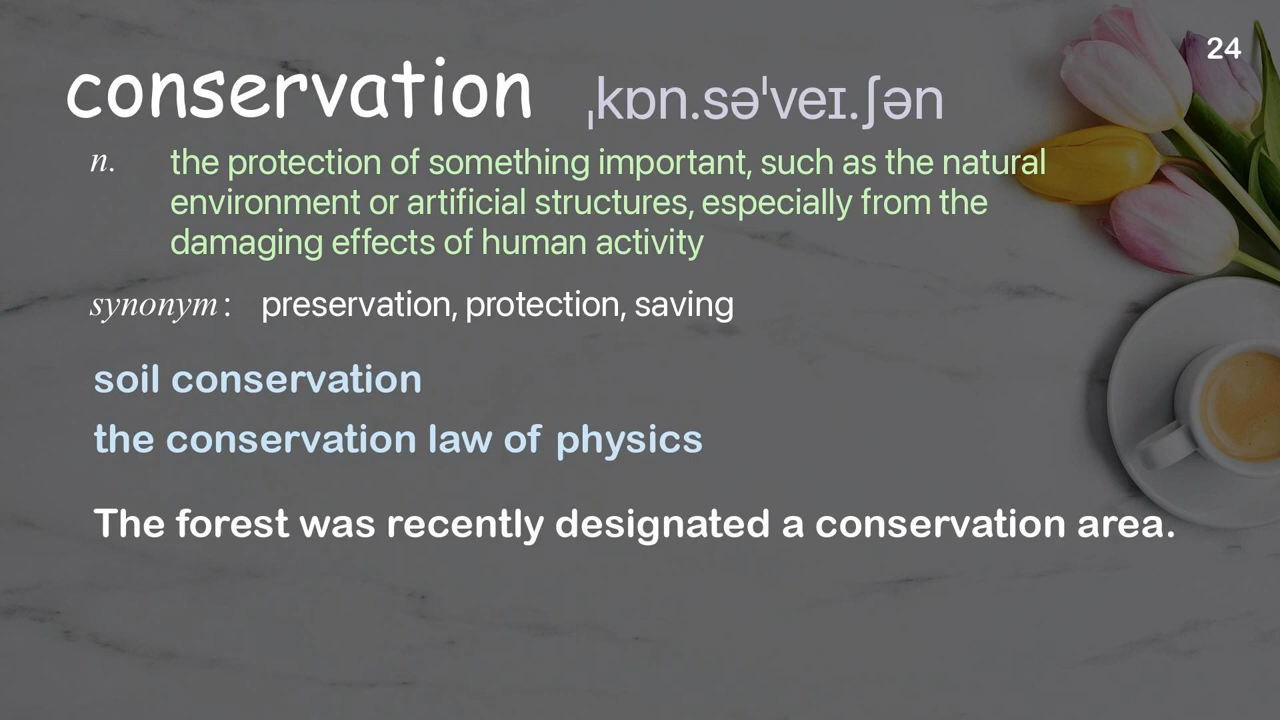 24
conservation ˌkɒn.səˈveɪ.ʃən
n. the protection of something important, such as the natural
environment or artificial structures, especially from the
damaging effects of human activity
synonym: preservation, protection, saving
soil conservation
the conservation law of physics
The forest was recently designated a conservation area.